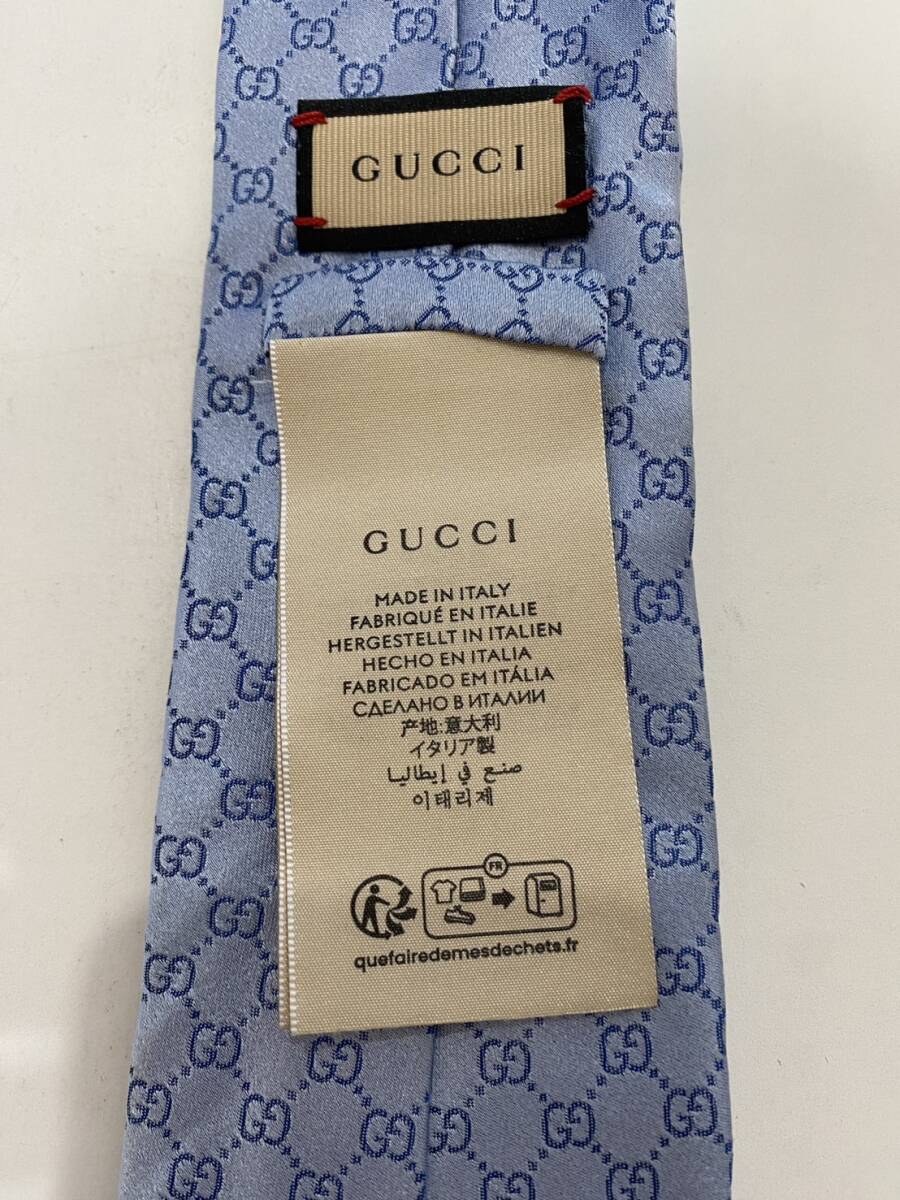 GUCCI
GUCCI
MADE IN ITALY
FABRIQUÉ EN ITALIE
HERGESTELLT IN ITALIEN
HECHO EN ITALIA
FABRICADO EM ITÁLIA
СДЕЛАНО В ИТАЛИИ
产地:意大利
イタリア製
صنع في إيطاليا
이태리제
FR
quefairedemesdechets.fr